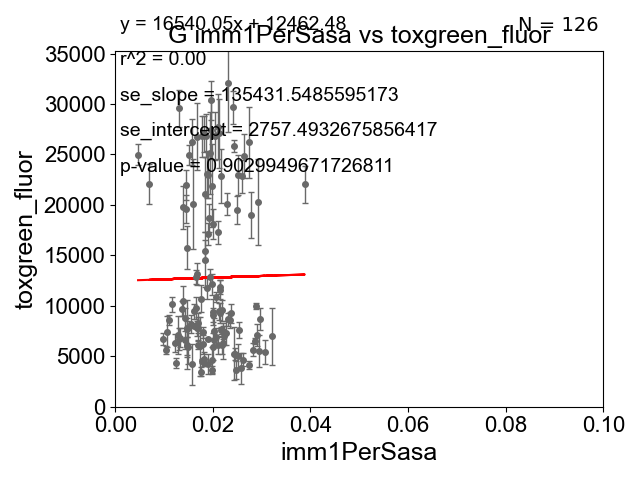 y = 16540.05x + 12462.48
N = 126
G imm1PerSasa vs toxgreen_fluor
r^2 = 0.00
se_slope = 135431.5485595173
se_intercept = 2757.4932675856417
p-value = 0.9029949671726811
toxgreen_fluor
35000
30000
25000
20000
15000
10000
5000
0
0.00 0.02 0.04 0.06 0.08 0.10
imm1PerSasa